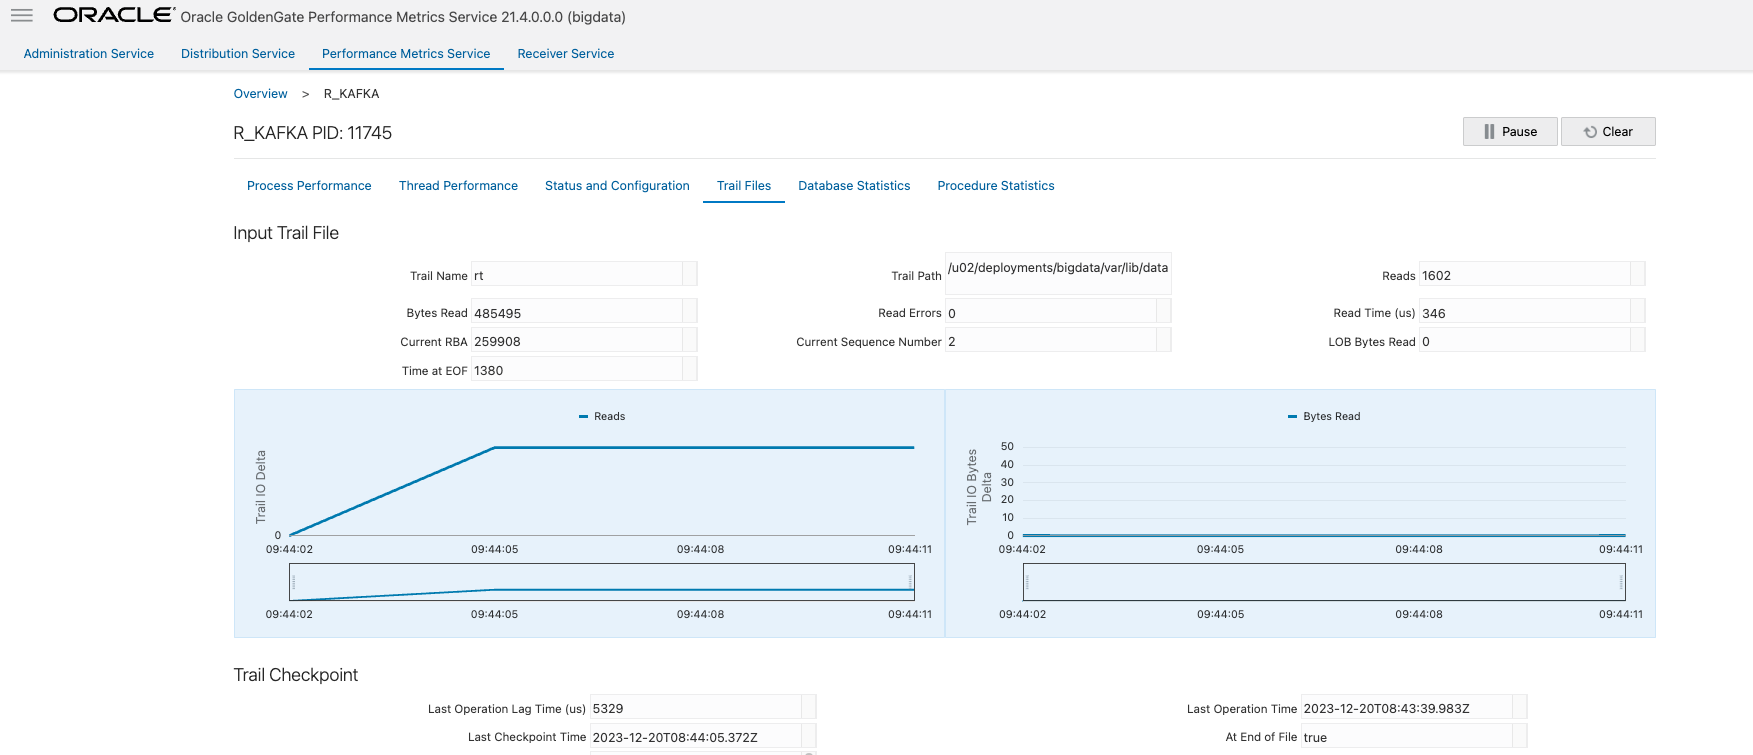 ORACLE Oracle GoldenGate Performance Metrics Service 21.4.0.0.0 (bigdata)
Administration Service Distribution Service Performance Metrics Service Receiver Service
Overview > R_KAFKA
R_KAFKA PID: 11745
Pause Clear
Process Performance Thread Performance Status and Configuration Trail Files Database Statistics Procedure Statistics
Input Trail File
Trail Name rt Trail Path /u02/deployments/bigdata/var/lib/data Reads 1602
Bytes Read 485495 Read Errors 0 Read Time (us) 346
Current RBA 259908 Current Sequence Number 2 LOB Bytes Read 0
Time at EOF 1380
Reads
Trail IO Delta
0
09:44:02 09:44:05 09:44:08 09:44:11
09:44:02 09:44:05 09:44:08 09:44:11
Bytes Read
Trail IO Bytes
Delta
50
40
30
20
10
0
09:44:02 09:44:05 09:44:08 09:44:11
09:44:02 09:44:05 09:44:08 09:44:11
Trail Checkpoint
Last Operation Lag Time (us) 5329 Last Operation Time 2023-12-20T08:43:39.983Z
Last Checkpoint Time 2023-12-20T08:44:05.372Z At End of File true